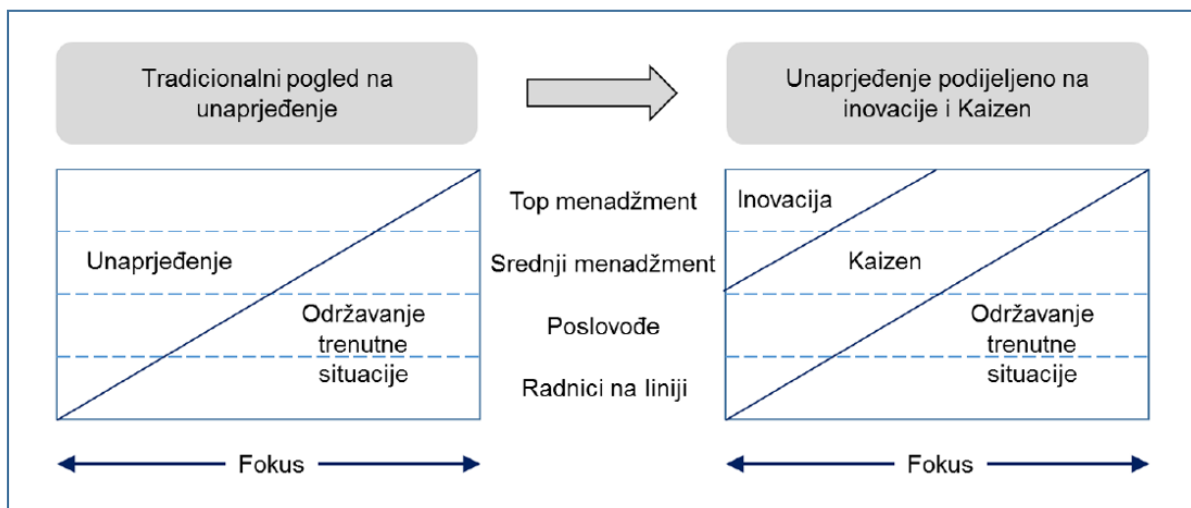 Tradicionalni pogled na
unaprjeđenje
Unaprjeđenje podijeljeno na
inovacije i Kaizen
Unaprjeđenje
Održavanje
trenutne
situacije
Fokus
Top menadžment
Srednji menadžment
Poslovođe
Radnici na liniji
Inovacija
Kaizen
Održavanje
trenutne
situacije
Fokus